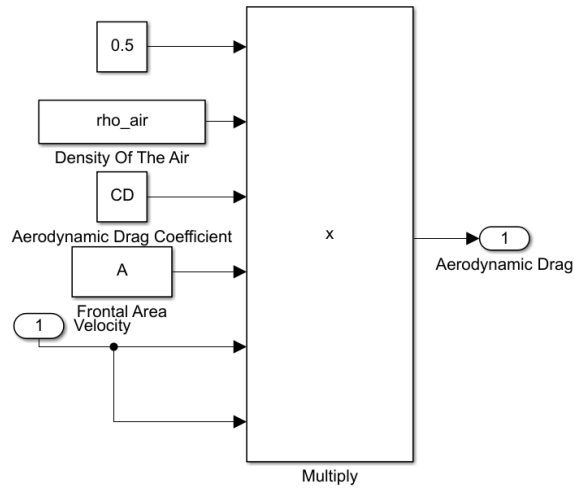 0.5
rho_air
Density Of The Air
CD
Aerodynamic Drag Coefficient
A
Frontal Area
1
Velocity
x
Multiply
1
Aerodynamic Drag